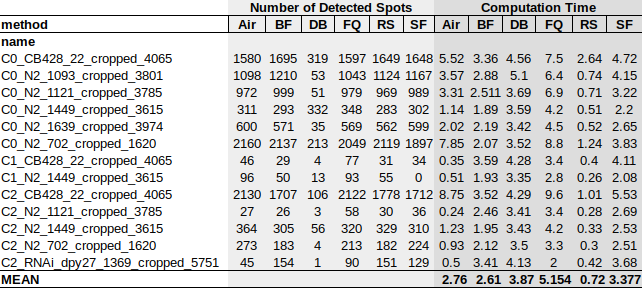 Number of Detected Spots Computation Time
method Air BF DB FQ RS SF Air BF DB FQ RS SF
name
C0_CB428_22_cropped_4065 1580 1695 319 1597 1649 1648 5.52 3.36 4.56 7.5 2.64 4.72
C0_N2_1093_cropped_3801 1098 1210 53 1043 1124 1167 3.57 2.88 5.1 6.4 0.74 4.15
C0_N2_1121_cropped_3785 972 999 51 979 969 989 3.31 2.511 3.69 6.9 0.71 3.22
C0_N2_1449_cropped_3615 311 293 332 348 283 312 1.14 1.89 3.59 4.2 0.51 2.2
C0_N2_1639_cropped_3974 600 571 35 569 562 599 2.02 2.19 3.42 4.5 0.52 2.65
C0_N2_702_cropped_1620 2160 2137 213 2049 2119 1897 7.85 2.07 3.52 8.8 1.24 3.83
C1_CB428_22_cropped_4065 46 29 4 77 31 34 0.35 3.59 4.28 3.4 0.4 4.11
C1_N2_1449_cropped_3615 96 50 13 93 55 0 0.51 1.93 3.35 2.8 0.26 2.08
C2_CB428_22_cropped_4065 2130 1707 106 2122 1778 1712 8.75 3.52 4.29 9.6 1.01 5.53
C2_N2_1121_cropped_3785 27 26 3 58 30 36 0.24 2.46 3.41 3.4 0.28 2.69
C2_N2_1449_cropped_3615 364 305 56 320 329 310 1.23 1.95 3.43 4.2 0.33 2.53
C2_N2_702_cropped_1620 273 183 4 213 182 224 0.93 2.12 3.5 3.3 0.3 2.51
C2_RNAi_dpy27_1369_cropped_5751 45 154 1 90 151 129 0.5 3.41 4.13 2 0.42 3.68
MEAN 2.76 2.61 3.87 5.154 0.72 3.377